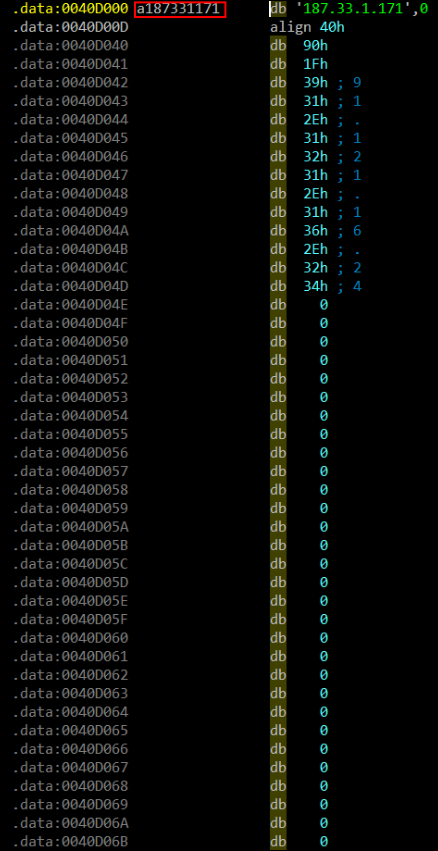 .data:0040D000 a187331171 db '187.33.1.171',0
.data:0040D00D align 40h
.data:0040D040 db 90h
.data:0040D041 db 1Fh
.data:0040D042 db 39h ; 9
.data:0040D043 db 31h ; 1
.data:0040D044 db 2Eh ; .
.data:0040D045 db 31h ; 1
.data:0040D046 db 32h ; 2
.data:0040D047 db 31h ; 1
.data:0040D048 db 2Eh ; .
.data:0040D049 db 31h ; 1
.data:0040D04A db 36h ; 6
.data:0040D04B db 2Eh ; .
.data:0040D04C db 32h ; 2
.data:0040D04D db 34h ; 4
.data:0040D04E db 0
.data:0040D04F db 0
.data:0040D050 db 0
.data:0040D051 db 0
.data:0040D052 db 0
.data:0040D053 db 0
.data:0040D054 db 0
.data:0040D055 db 0
.data:0040D056 db 0
.data:0040D057 db 0
.data:0040D058 db 0
.data:0040D059 db 0
.data:0040D05A db 0
.data:0040D05B db 0
.data:0040D05C db 0
.data:0040D05D db 0
.data:0040D05E db 0
.data:0040D05F db 0
.data:0040D060 db 0
.data:0040D061 db 0
.data:0040D062 db 0
.data:0040D063 db 0
.data:0040D064 db 0
.data:0040D065 db 0
.data:0040D066 db 0
.data:0040D067 db 0
.data:0040D068 db 0
.data:0040D069 db 0
.data:0040D06A db 0
.data:0040D06B db 0